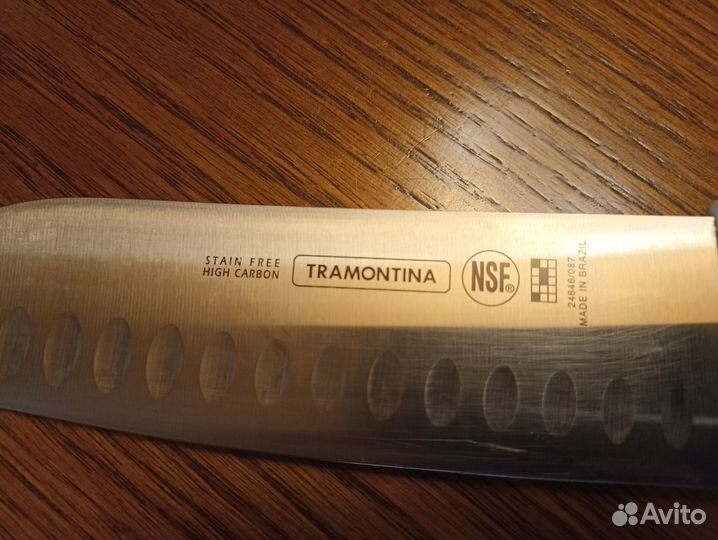 STAIN FREE
HIGH CARBON
TRAMONTINA
NSF®
24646/087
MADE IN BRAZIL
Avito